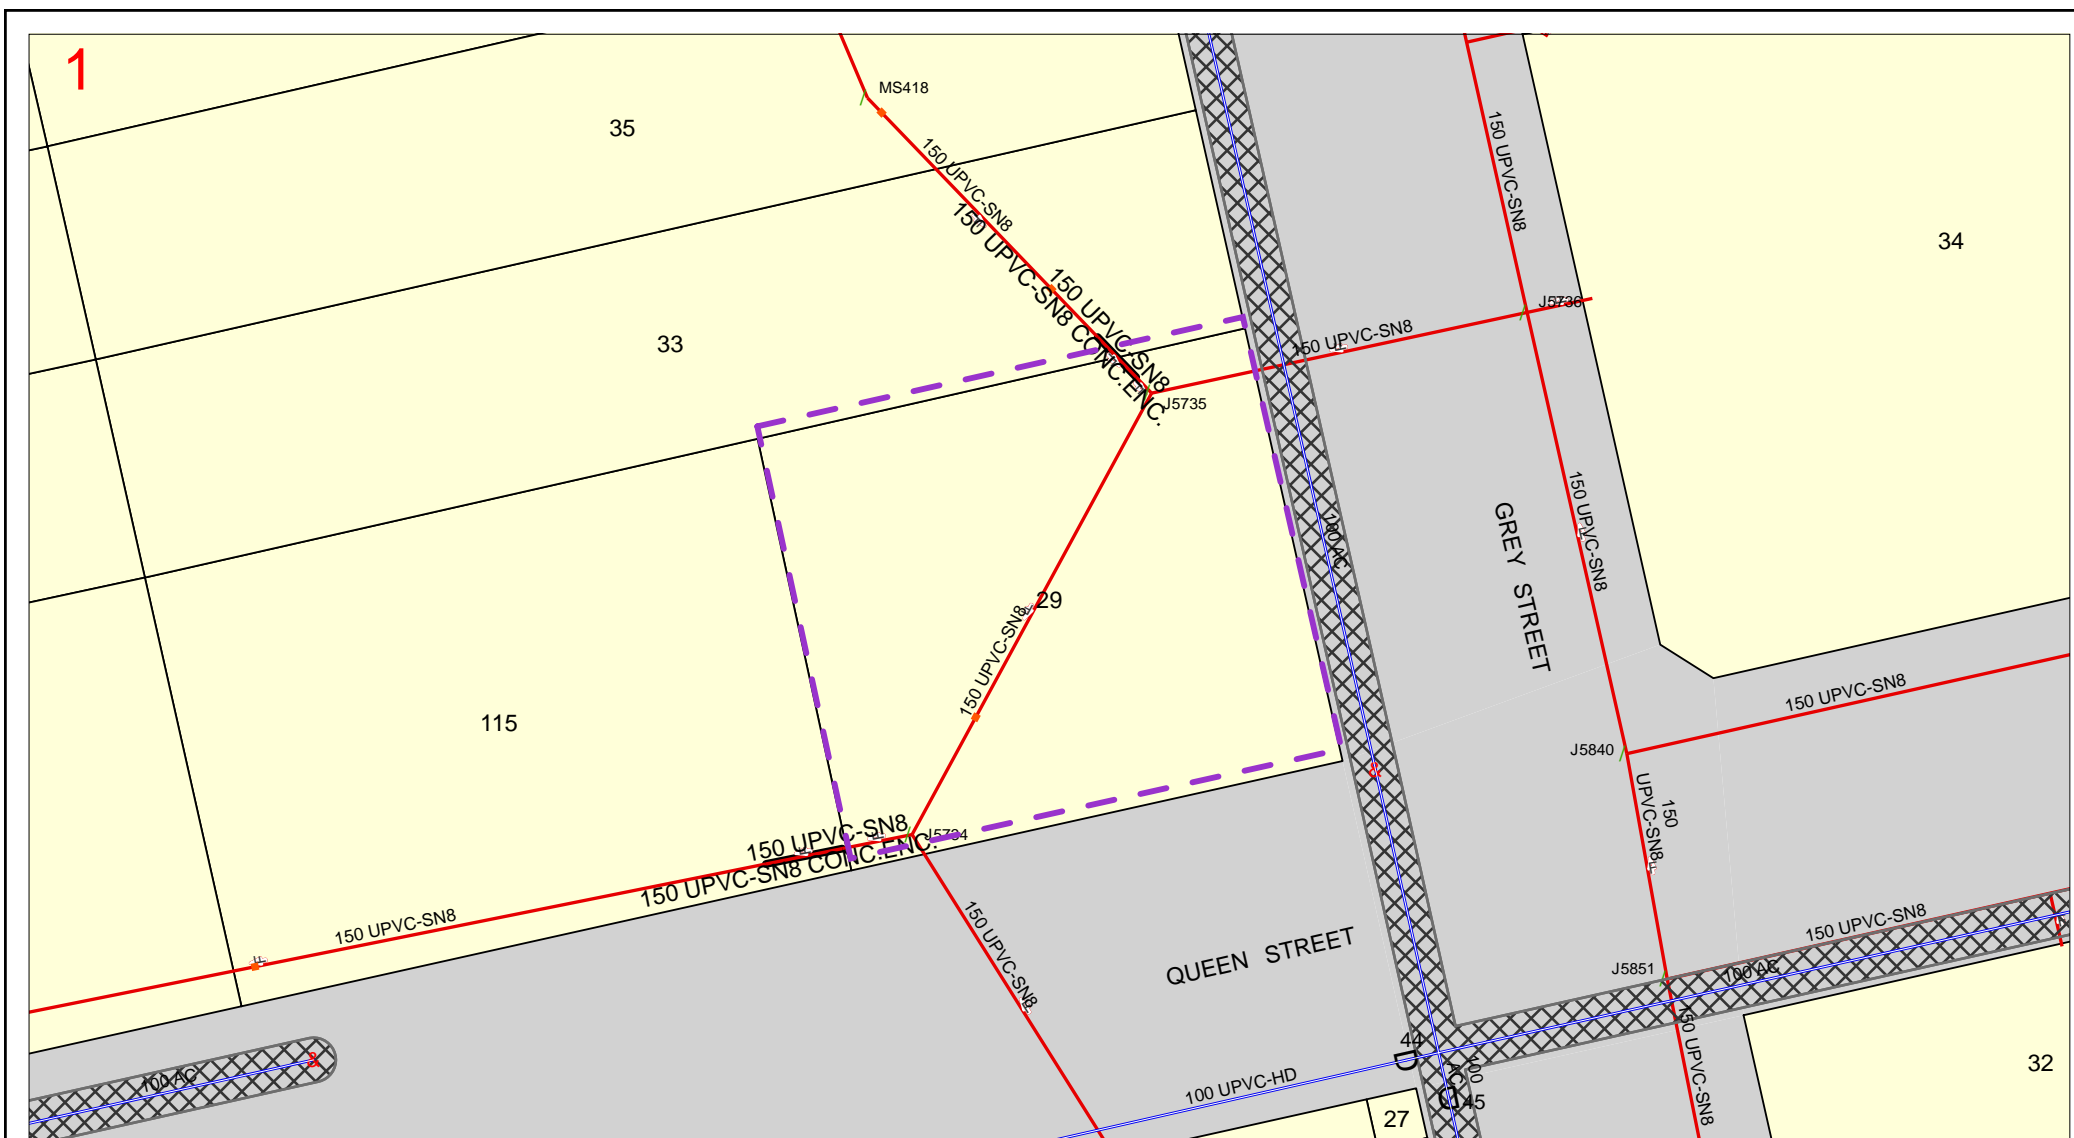 1
MS418
35
150 UPVC-SN8
34
150 UPVC-SN8
150 UPVC-SN8 CONC.ENC.
150 UPVC-SN8
J5736
33
150 UPVC-SN8
J5735
100 AC
GREY STREET
150 UPVC-SN8
29
150 UPVC-SN8
150 UPVC-SN8
115
J5840
150
UPVC-SN8
150 UPVC-SN8
J5734
150 UPVC-SN8 CONC.ENC.
150 UPVC-SN8
150 UPVC-SN8
QUEEN STREET
150 UPVC-SN8
J5851
100 AC
150 UPVC-SN8
44
D
100
AC
32
100 AC
100 UPVC-HD
45
27